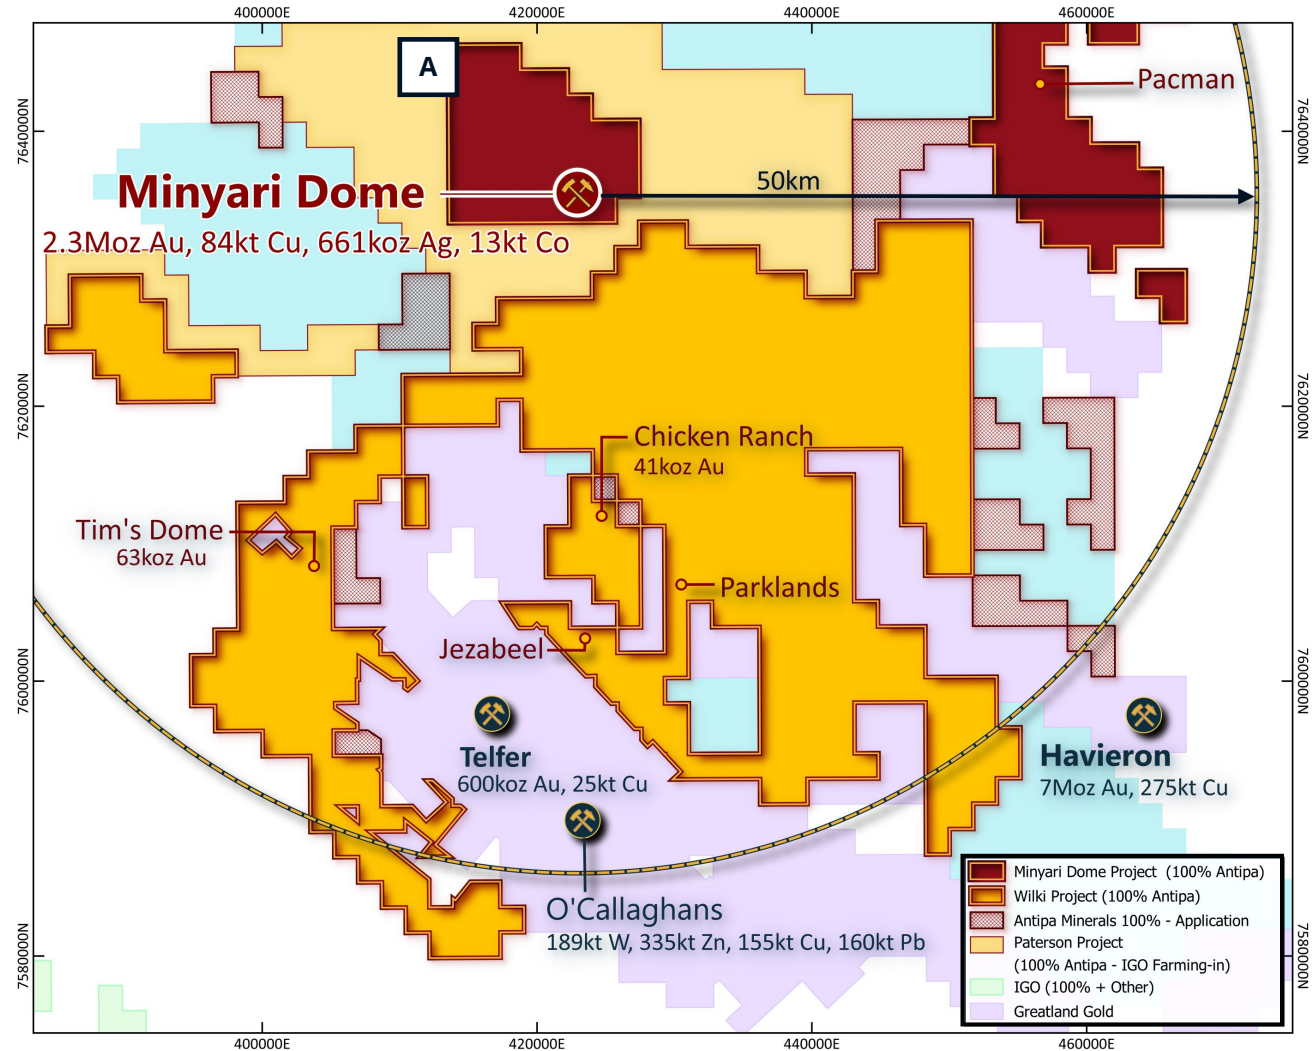 400000E
420000E
440000E
460000E
7640000N
7640000N
A
Pacman
50km
Minyari Dome
2.3Moz Au, 84kt Cu, 661koz Ag, 13kt Co
7620000N
7620000N
Chicken Ranch
41koz Au
Tim's Dome
63koz Au
Parklands
Jezabeel
7600000N
7600000N
Telfer
600koz Au, 25kt Cu
Havieron
7Moz Au, 275kt Cu
O'Callaghans
189kt W, 335kt Zn, 155kt Cu, 160kt Pb
7580000N
7580000N
Minyari Dome Project (100% Antipa)
Wilki Project (100% Antipa)
Antipa Minerals 100% - Application
Paterson Project
(100% Antipa - IGO Farming-in)
IGO (100% + Other)
Greatland Gold
400000E
420000E
440000E
460000E